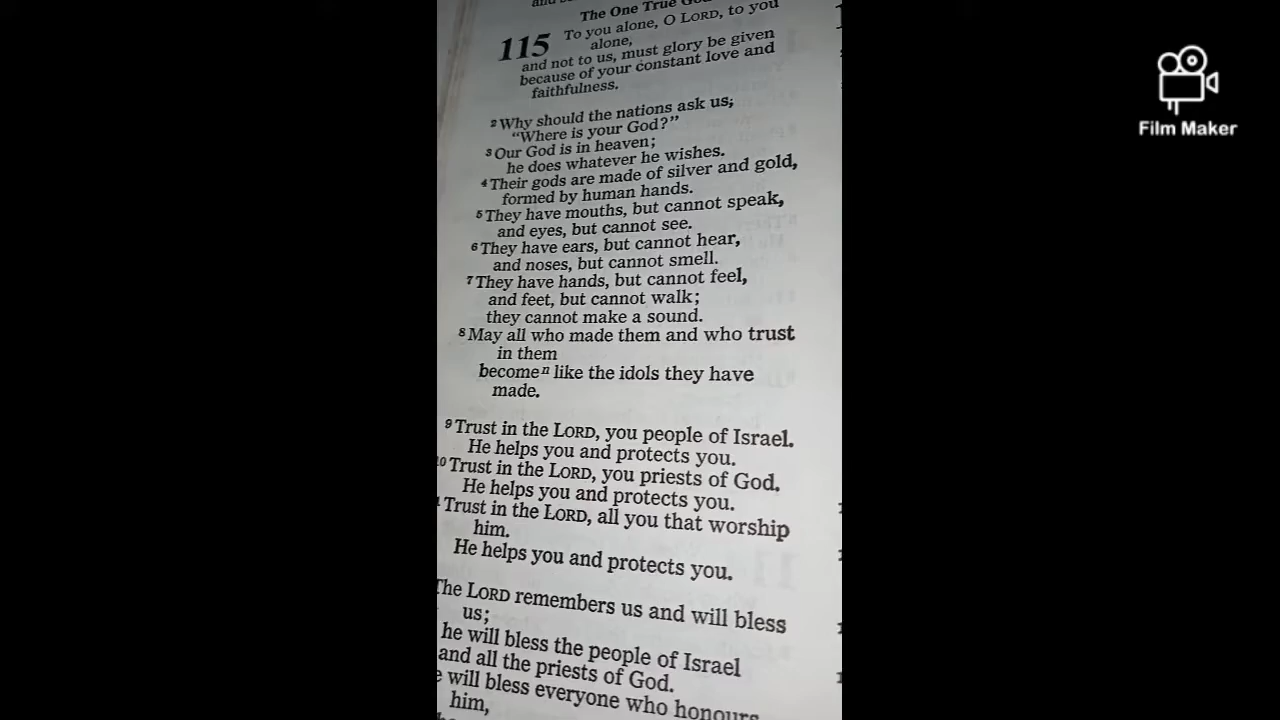 The One True God
115 To you alone, O LORD, to you
alone,
and not to us, must glory be given
because of your constant love and
faithfulness.
2 Why should the nations ask us;
"Where is your God?"
3 Our God is in heaven;
he does whatever he wishes.
4 Their gods are made of silver and gold,
formed by human hands.
5 They have mouths, but cannot speak,
and eyes, but cannot see.
6 They have ears, but cannot hear,
and noses, but cannot smell.
7 They have hands, but cannot feel,
and feet, but cannot walk;
they cannot make a sound.
8 May all who made them and who trust
in them
become n like the idols they have
made.
9 Trust in the LORD, you people of Israel.
He helps you and protects you.
10 Trust in the LORD, you priests of God.
He helps you and protects you.
Trust in the LORD, all you that worship
him.
He helps you and protects you.
The LORD remembers us and will bless
us;
he will bless the people of Israel
and all the priests of God.
will bless everyone who honours
him,
Film Maker